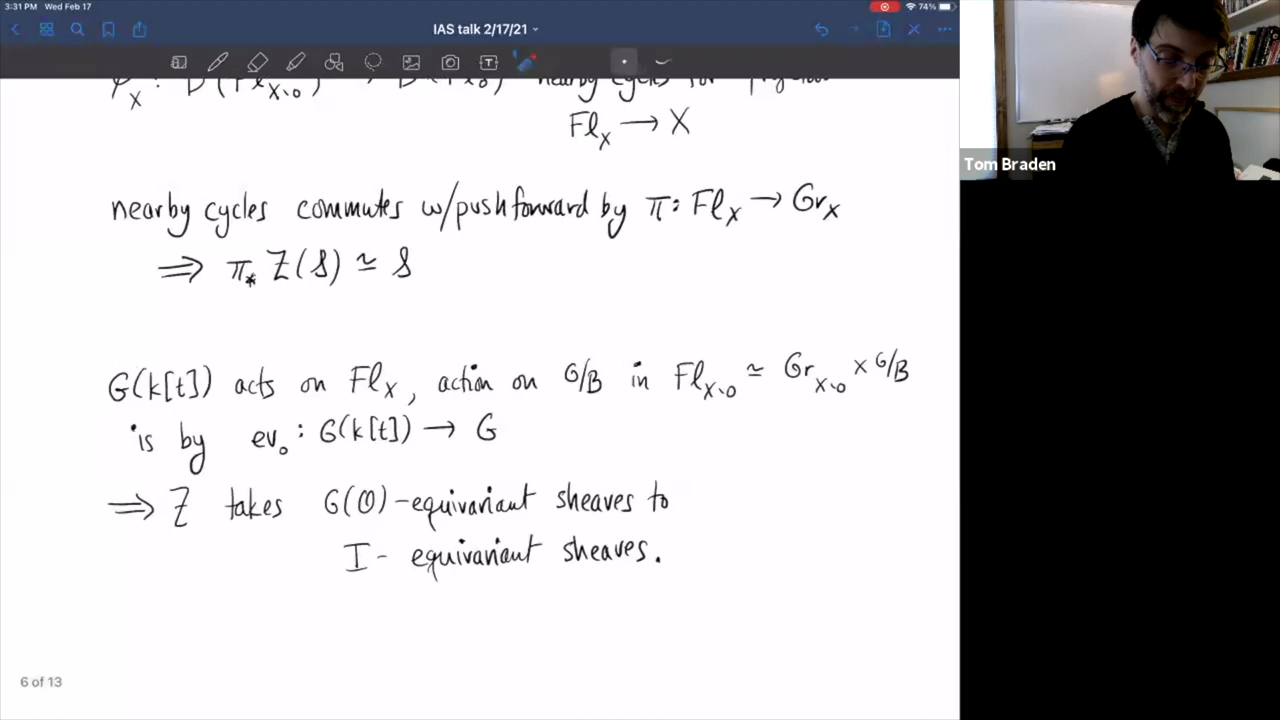 3:31 PM Wed Feb 17
74%
IAS talk 2/17/21
Fl_X → X
nearby cycles commutes w/pushforward by π: Fl_X → Gr_X
⟹ π_* Z(S) ≃ S
G(k[t]) acts on Fl_X, action on G/B in Fl_{X∖0} ≃ Gr_{X∖0} × G/B
is by ev_0 : G(k[t]) → G
⟹ Z takes G(O)-equivariant sheaves to
I-equivariant sheaves.
6 of 13
Tom Braden